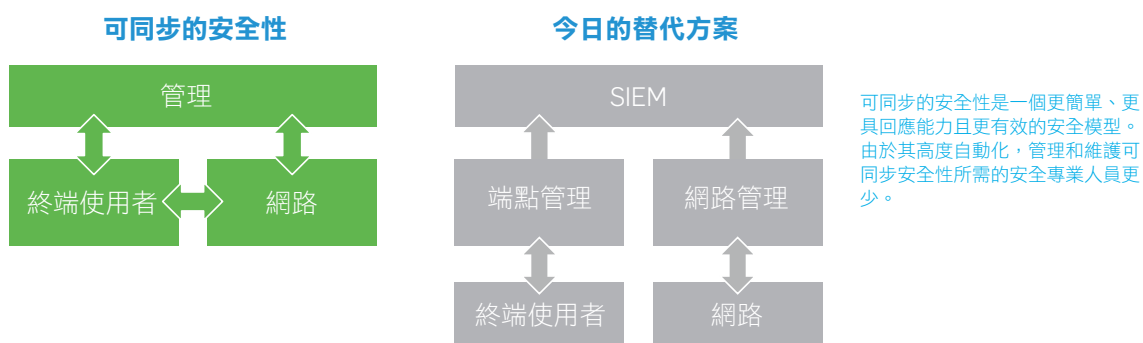 可同步的安全性
管理
終端使用者
網路
今日的替代方案
SIEM
端點管理
網路管理
終端使用者
網路
可同步的安全性是一個更簡單、更
具回應能力且更有效的安全模型。
由於其高度自動化，管理和維護可
同步安全性所需的安全專業人員更
少。